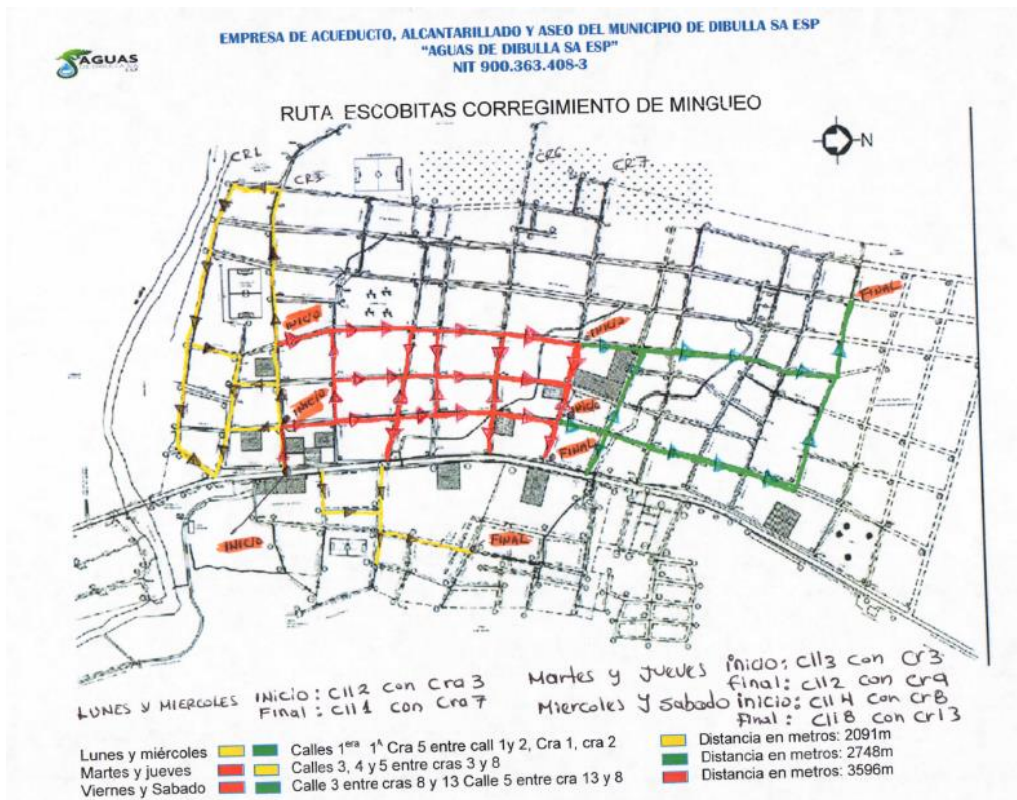 EMPRESA DE ACUEDUCTO, ALCANTARILLADO Y ASEO DEL MUNICIPIO DE DIBULLA SA ESP
“AGUAS DE DIBULLA SA ESP”
NIT 900.363.408-3
AGUAS
DE DIBULLA S.A
E.S.P
RUTA ESCOBITAS CORREGIMIENTO DE MINGUEO
N
CR1
CR3
CR6
CR7
INICIO
INICIO
FINAL
INICIO
INICIO
FINAL
INICIO
FINAL
LUNES Y MIERCOLES Inicio: Cll2 con Cra 3
Final: Cll1 con Cra7
Martes y Jueves inicio: Cll3 con Cr3
final: Cll2 con Cr9
Miercoles y Sabado inicio: Cll4 con Cr8
final: Cll8 con Cr13
Lunes y miércoles Calles 1era 1A Cra 5 entre call 1y 2, Cra 1, cra 2 Distancia en metros: 2091m
Martes y jueves Calles 3, 4 y 5 entre cras 3 y 8 Distancia en metros: 2748m
Viernes y Sabado Calle 3 entre cras 8 y 13 Calle 5 entre cra 13 y 8 Distancia en metros: 3596m